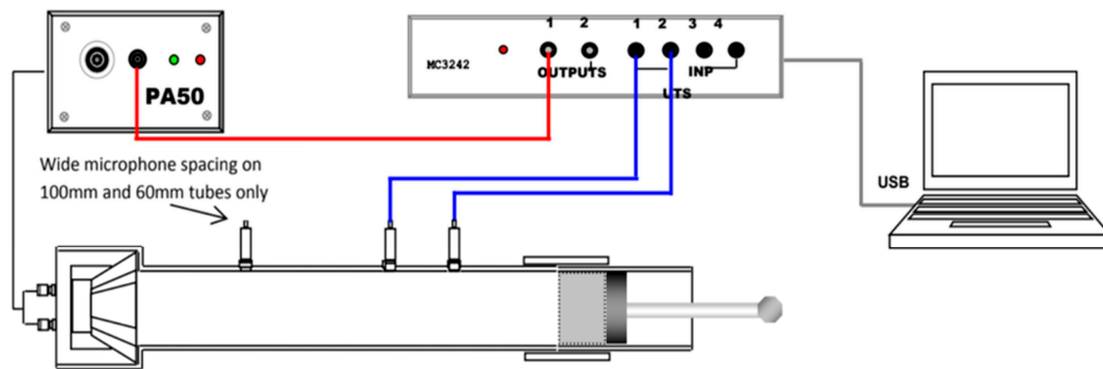 PA50
1 2 1 2 3 4
MC3242
OUTPUTS INP
UTS
USB
Wide microphone spacing on
100mm and 60mm tubes only